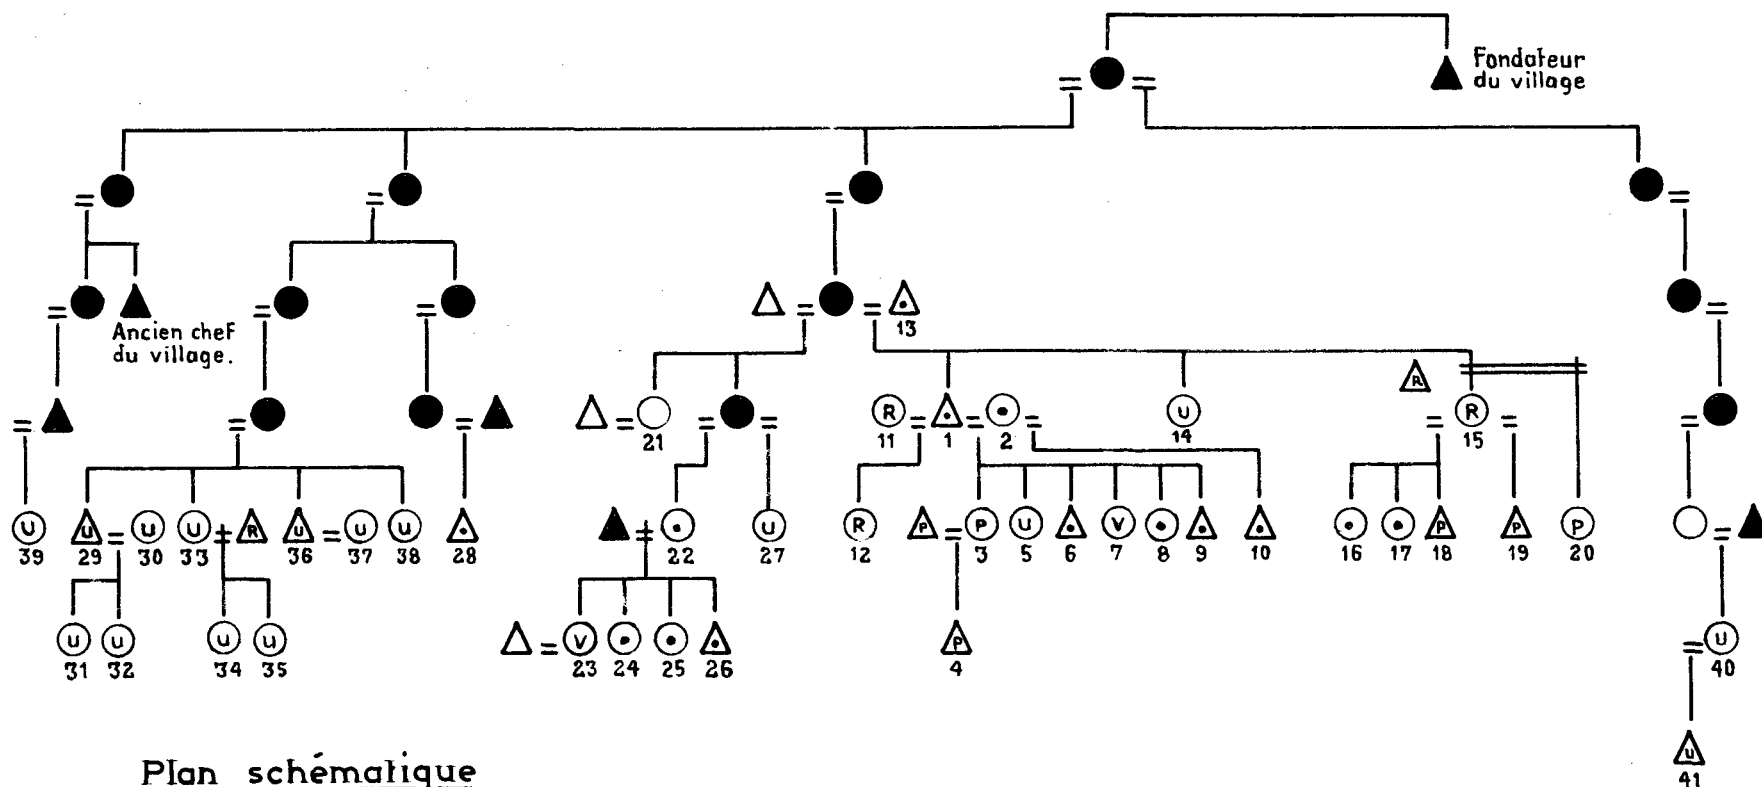 Fondateur
du village
Ancien chef
du village.
13
R
R U R
21 11 1 2 14 15
U U U U R U U U U R P P U V P P P
39 29 30 33 36 37 38 28 22 27 12 3 5 6 7 8 9 10 16 17 18 19 20
U U U U V P U
31 32 34 35 23 24 25 26 4 40
U
41
Plan schématique